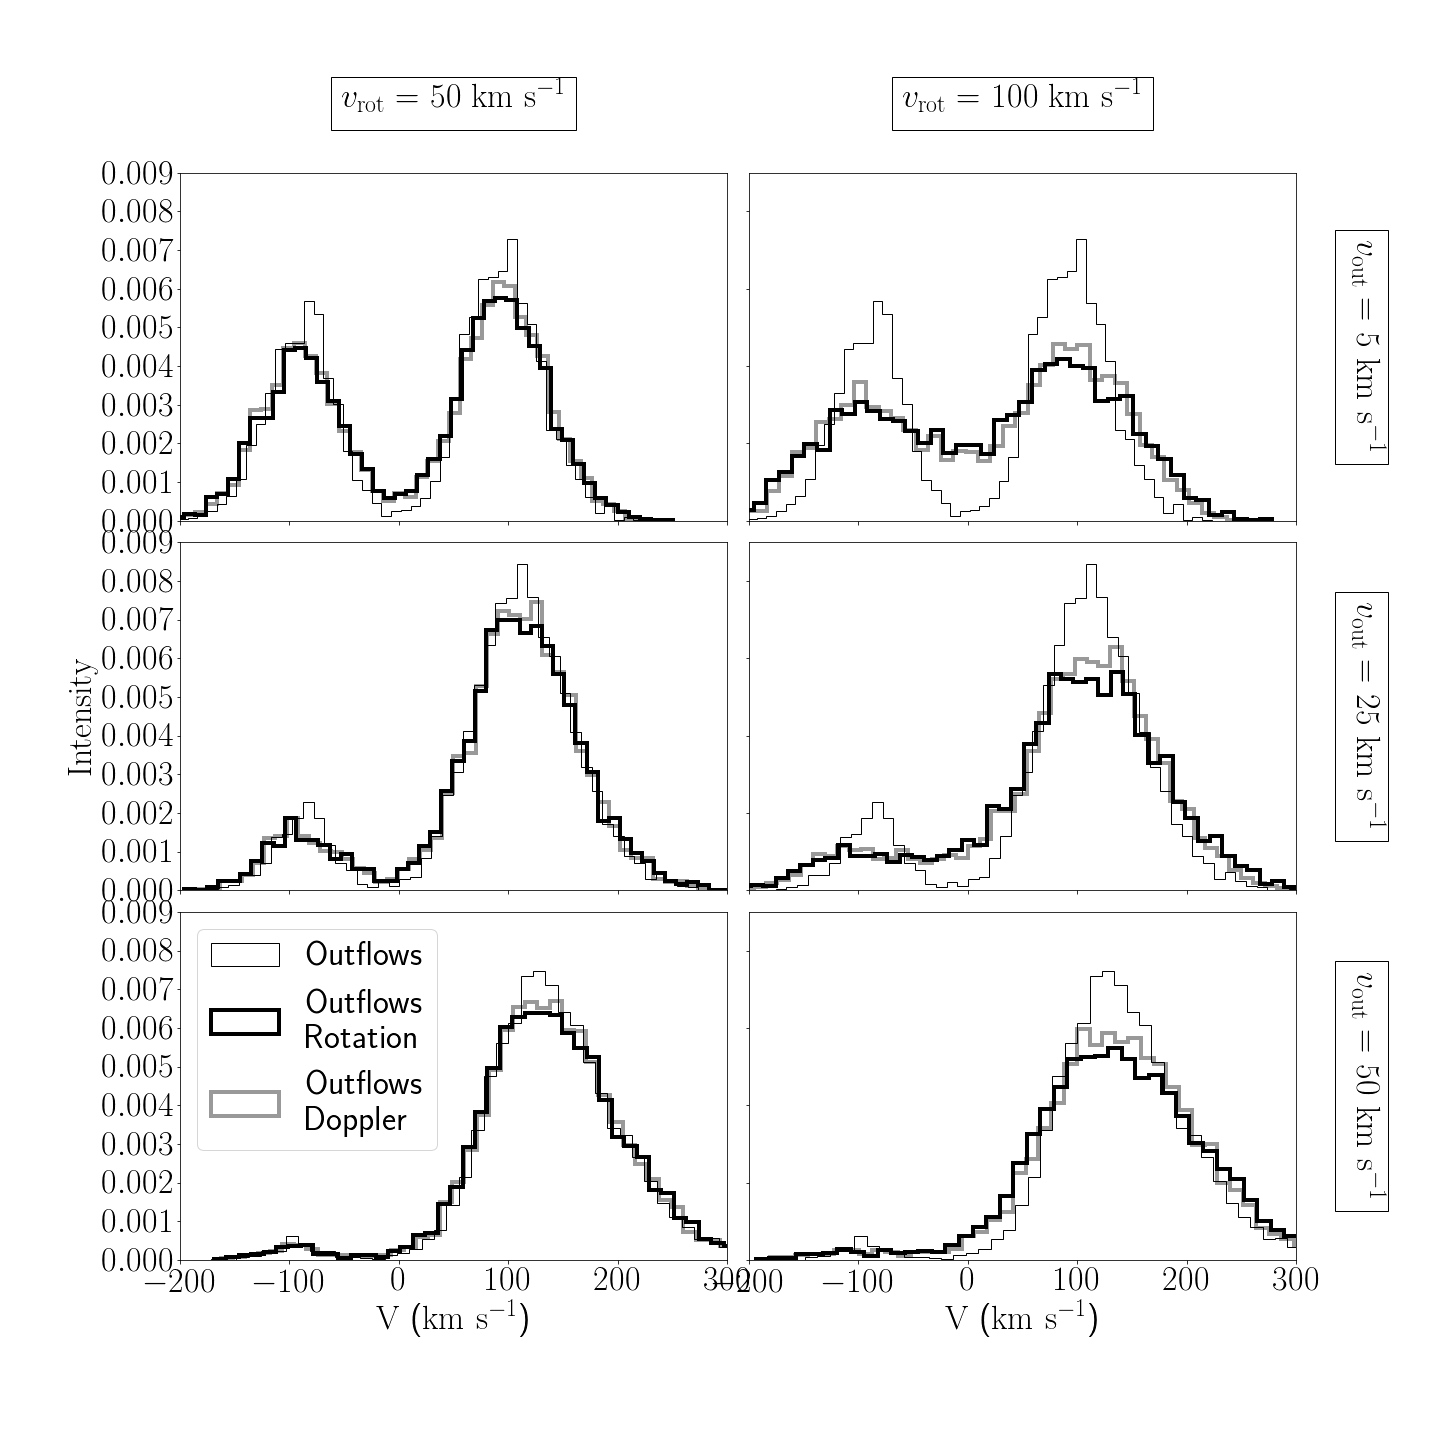 v_rot = 50 km s⁻¹
v_rot = 100 km s⁻¹
0.009
0.008
0.007
0.006
0.005
0.004
0.003
0.002
0.001
0.000
v_out = 5 km s⁻¹
0.009
0.008
0.007
0.006
0.005
0.004
0.003
0.002
0.001
0.000
Intensity
v_out = 25 km s⁻¹
0.009
0.008
0.007
0.006
0.005
0.004
0.003
0.002
0.001
0.000
Outflows
Outflows
Rotation
Outflows
Doppler
v_out = 50 km s⁻¹
−200 −100 0 100 200 300
−200 −100 0 100 200 300
V (km s⁻¹)
V (km s⁻¹)